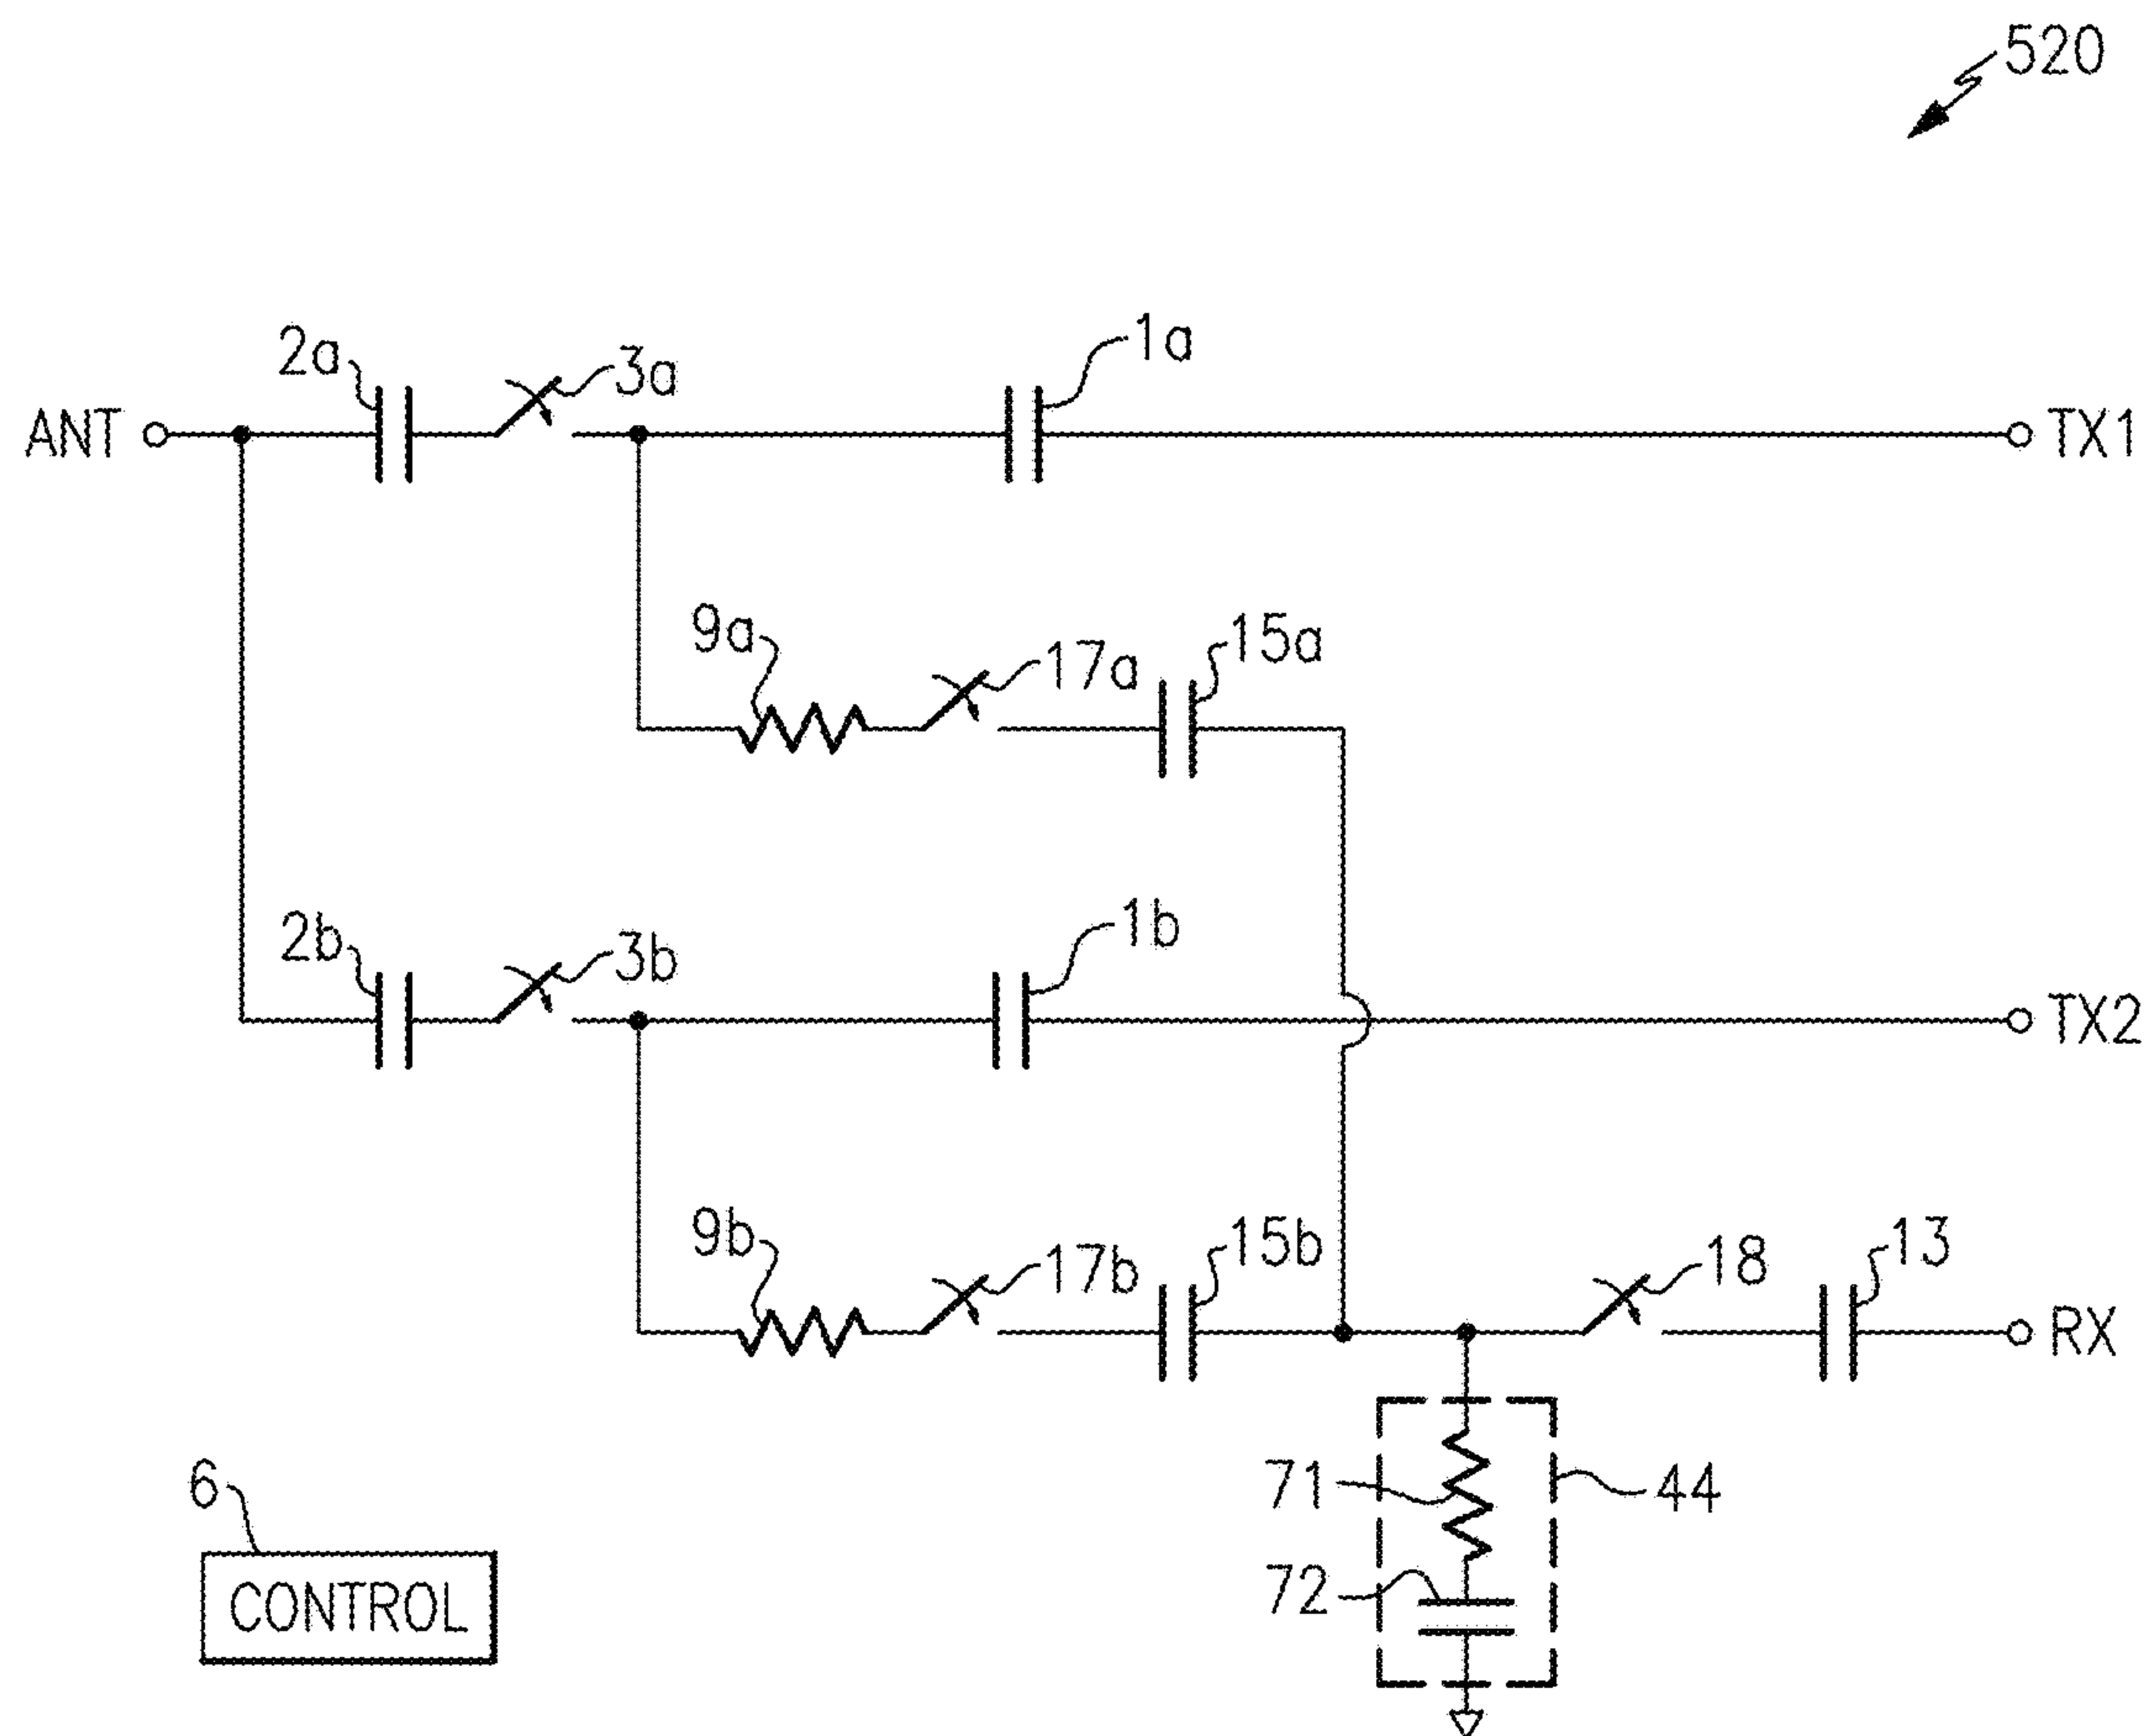 520
2a
3a
1a
ANT
TX1
9a
17a
15a
2b
3b
1b
TX2
9b
17b
15b
18
13
RX
6
CONTROL
71
44
72